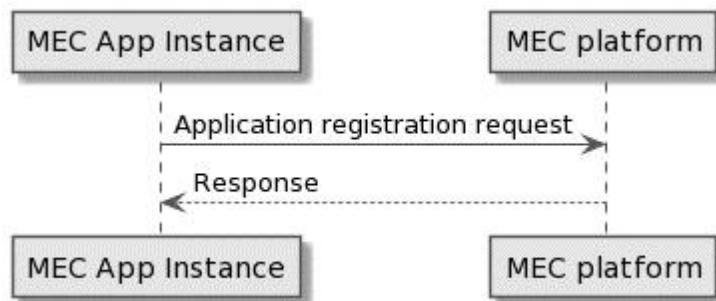 MEC App Instance
MEC platform
Application registration request
Response
MEC App Instance
MEC platform